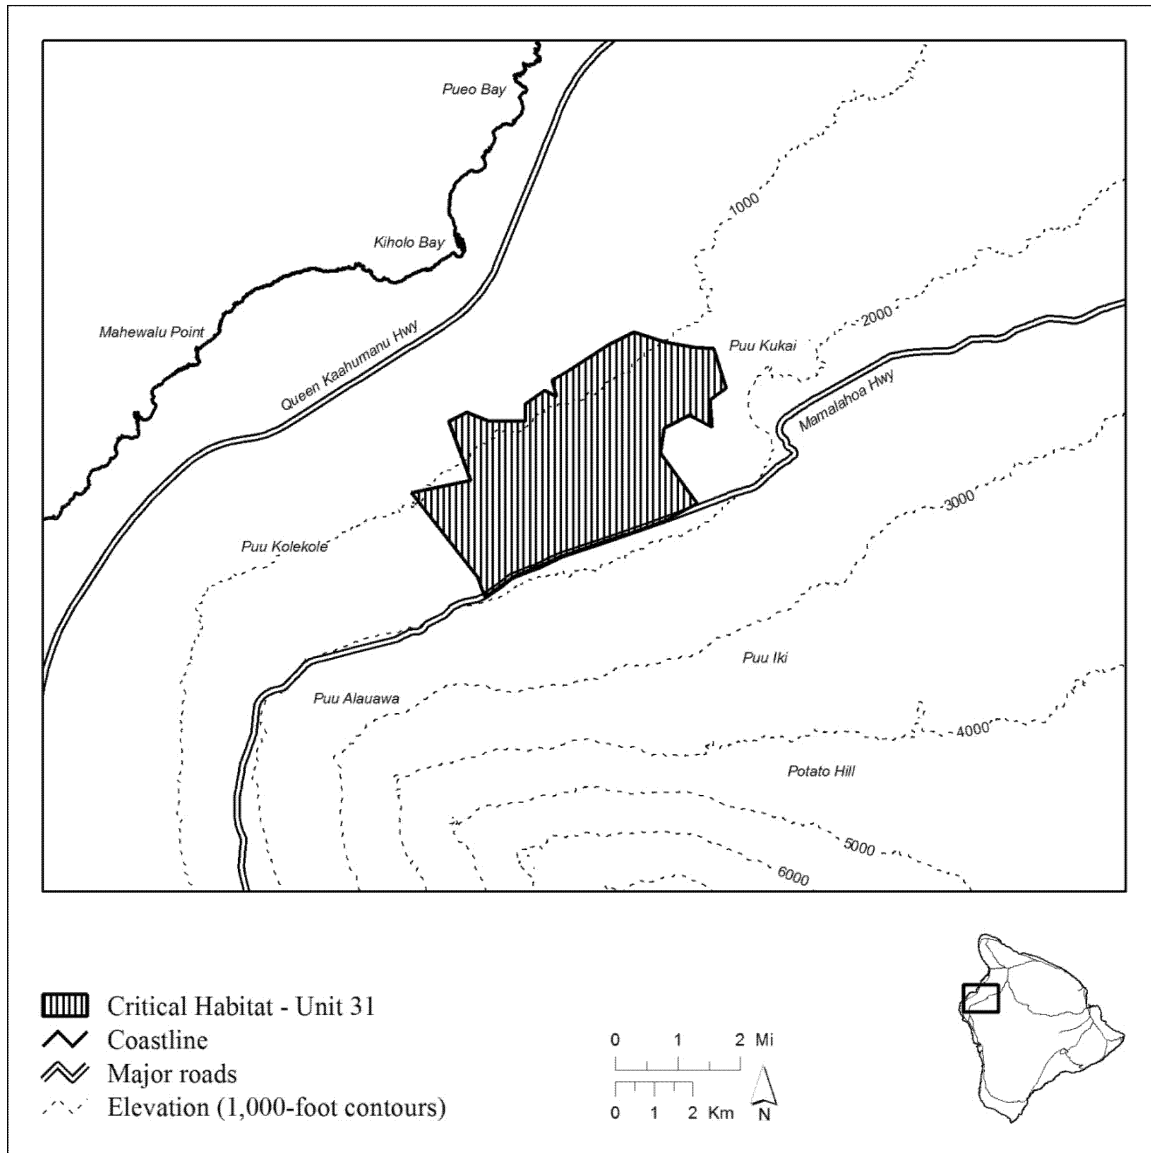 Pueo Bay
1000
Kiholo Bay
2000
Mahewalu Point
Puu Kukai
Queen Kaahumanu Hwy
Mamalahoa Hwy
3000
Puu Kolekole
Puu Iki
Puu Alauawa
4000
Potato Hill
5000
6000
Critical Habitat - Unit 31
Coastline
Major roads
Elevation (1,000-foot contours)
0 1 2 Mi
0 1 2 Km
N